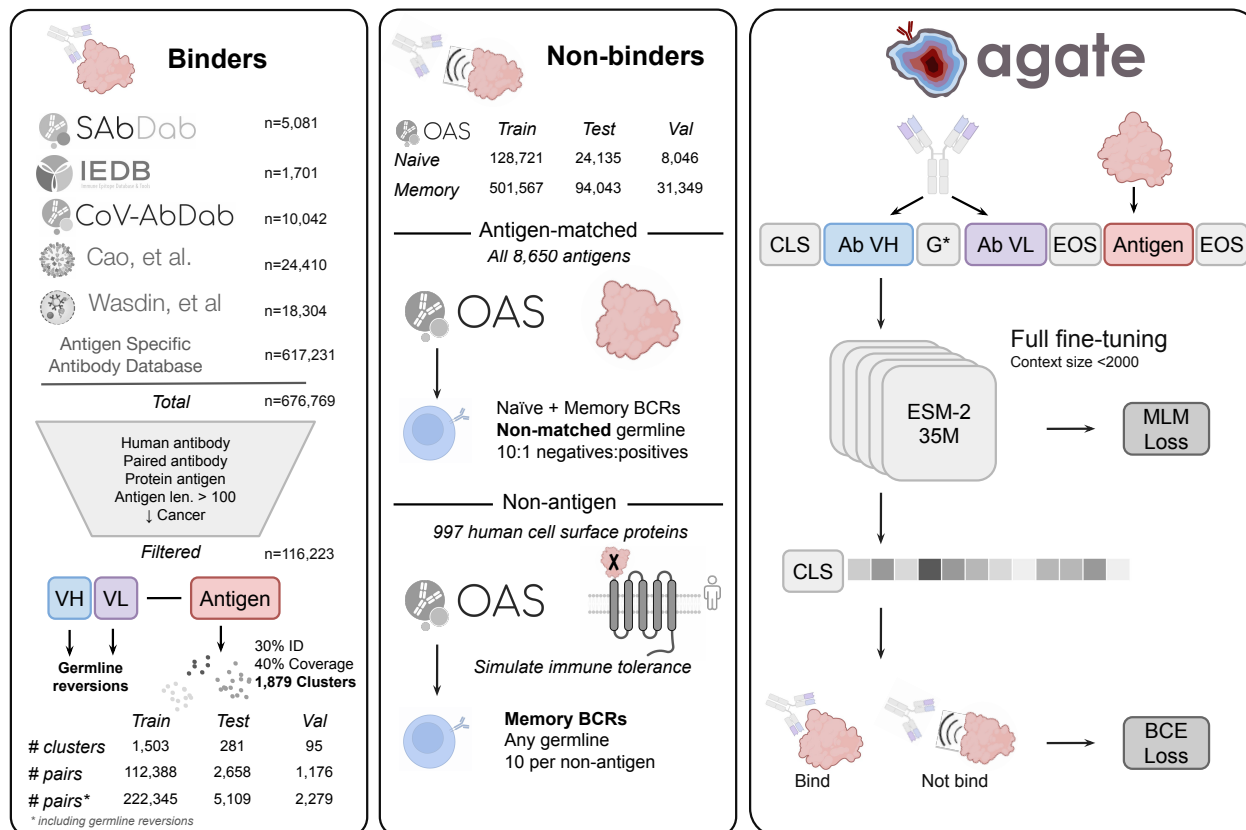 Binders
SAbDab n=5,081
IEDB n=1,701
CoV-AbDab n=10,042
Cao, et al. n=24,410
Wasdin, et al n=18,304
Antigen Specific
Antibody Database n=617,231
Total n=676,769
Human antibody
Paired antibody
Protein antigen
Antigen len. > 100
↓ Cancer
Filtered n=116,223
VH VL Antigen
Germline
reversions
30% ID
40% Coverage
1,879 Clusters
Train Test Val
# clusters 1,503 281 95
# pairs 112,388 2,658 1,176
# pairs* 222,345 5,109 2,279
* including germline reversions
Non-binders
OAS Train Test Val
Naive 128,721 24,135 8,046
Memory 501,567 94,043 31,349
Antigen-matched
All 8,650 antigens
OAS
Naïve + Memory BCRs
Non-matched germline
10:1 negatives:positives
Non-antigen
997 human cell surface proteins
X
OAS
Simulate immune tolerance
Memory BCRs
Any germline
10 per non-antigen
agate
CLS Ab VH G* Ab VL EOS Antigen EOS
Full fine-tuning
Context size <2000
ESM-2
35M
MLM
Loss
CLS
Bind
Not bind
BCE
Loss